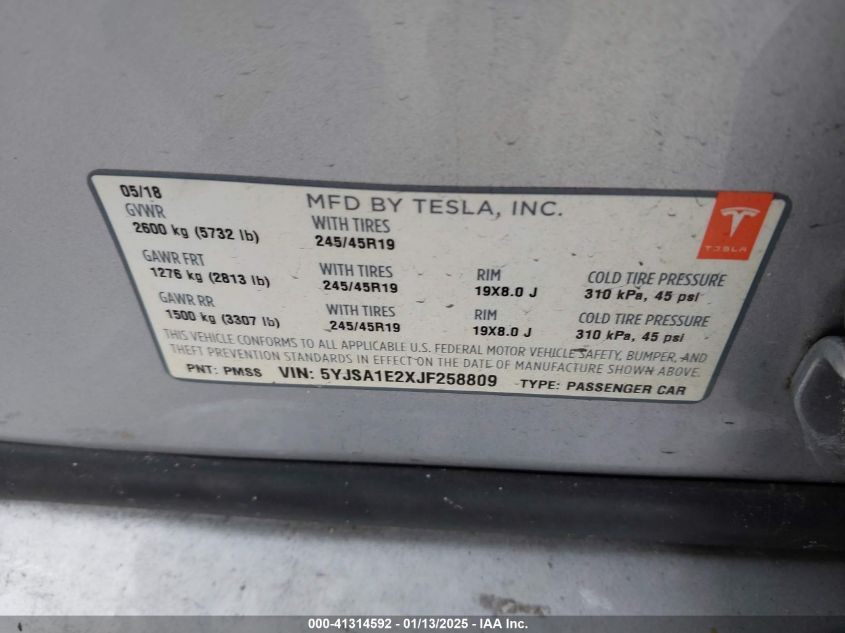 05/18
MFD BY TESLA, INC.
GVWR
2600 kg (5732 lb)
WITH TIRES
245/45R19
GAWR FRT
1276 kg (2813 lb)
WITH TIRES
245/45R19
RIM
19X8.0 J
COLD TIRE PRESSURE
310 kPa, 45 psi
GAWR RR
1500 kg (3307 lb)
WITH TIRES
245/45R19
RIM
19X8.0 J
COLD TIRE PRESSURE
310 kPa, 45 psi
THIS VEHICLE CONFORMS TO ALL APPLICABLE U.S. FEDERAL MOTOR VEHICLE SAFETY, BUMPER, AND
THEFT PREVENTION STANDARDS IN EFFECT ON THE DATE OF MANUFACTURE SHOWN ABOVE.
PNT: PMSS VIN: 5YJSA1E2XJF258809 TYPE: PASSENGER CAR
TESLA
000-41314592 - 01/13/2025 - IAA Inc.